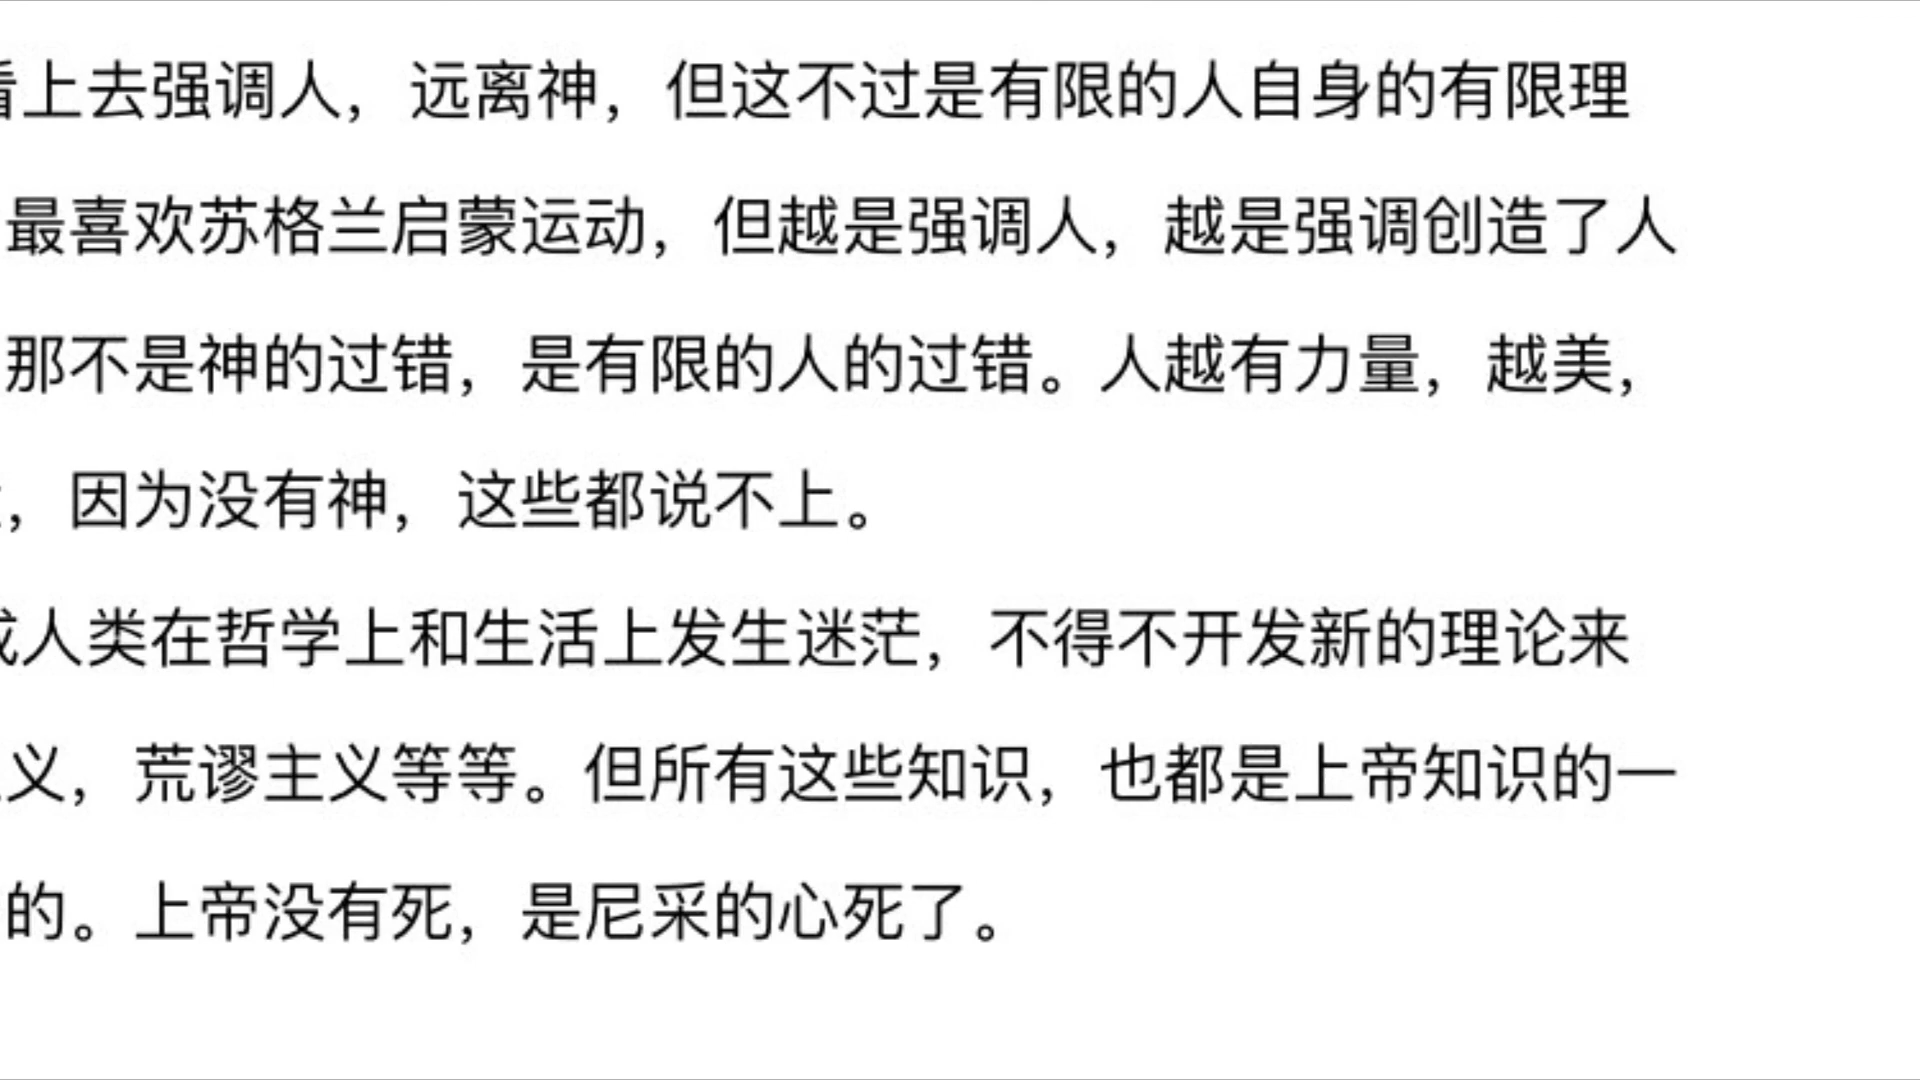 上去强调人，远离神，但这不过是有限的人自身的有限理
最喜欢苏格兰启蒙运动，但越是强调人，越是强调创造了人
那不是神的过错，是有限的人的过错。人越有力量，越美，
，因为没有神，这些都说不上。
人类在哲学上和生活上发生迷茫，不得不开发新的理论来
义，荒谬主义等等。但所有这些知识，也都是上帝知识的一
的。上帝没有死，是尼采的心死了。